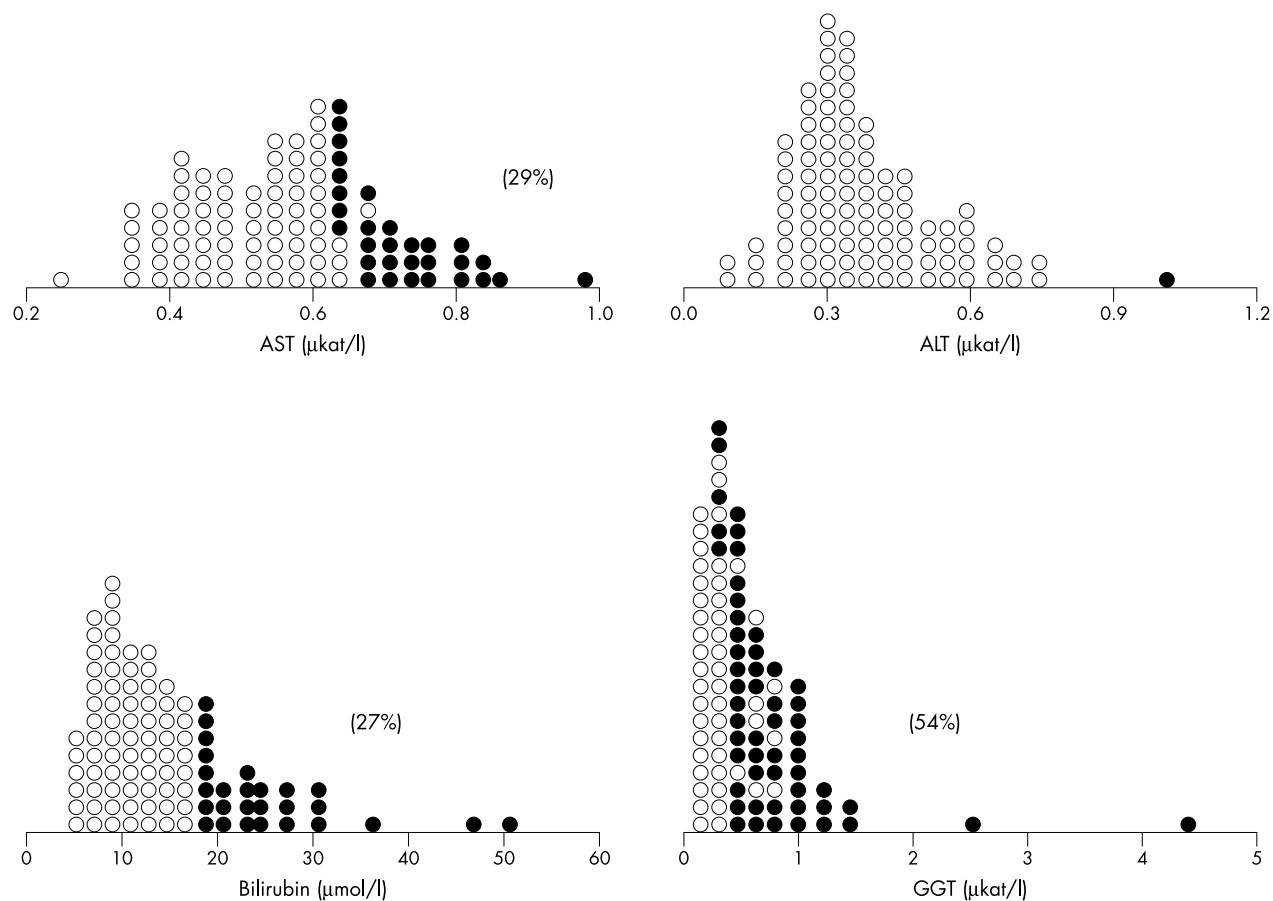 (29%)
0.2 0.4 0.6 0.8 1.0
AST (μkat/l)
0.0 0.3 0.6 0.9 1.2
ALT (μkat/l)
(27%)
0 10 20 30 40 50 60
Bilirubin (μmol/l)
(54%)
0 1 2 3 4 5
GGT (μkat/l)